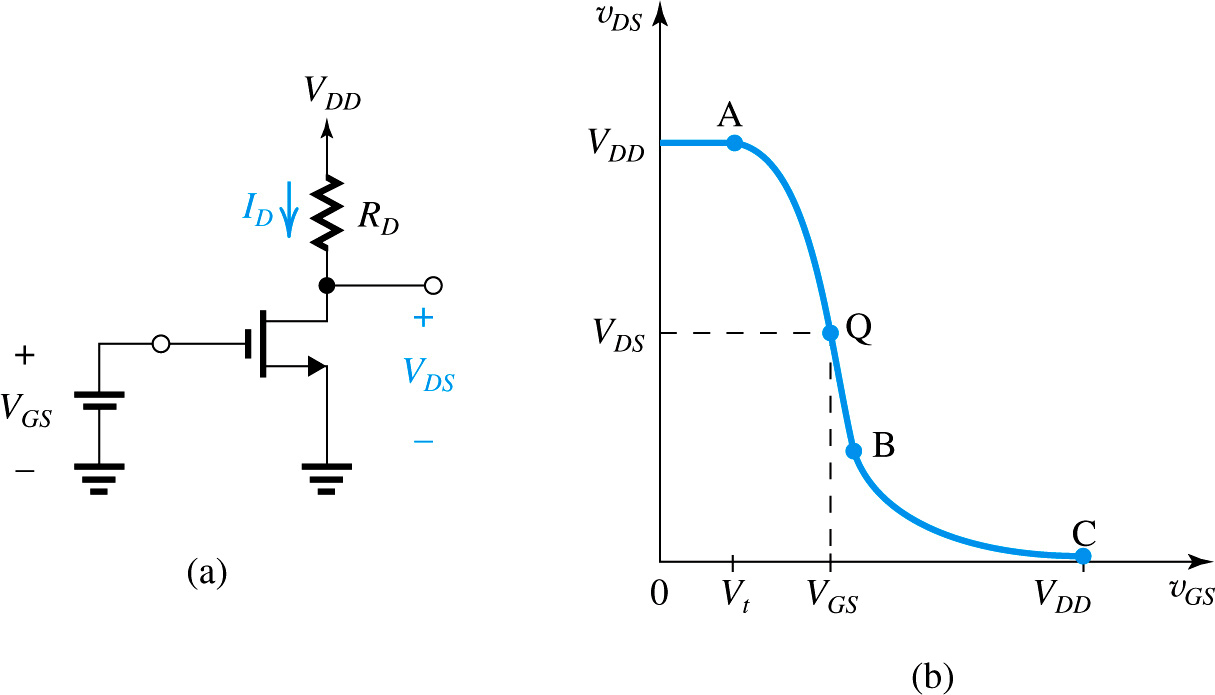 V_DD
I_D
R_D
+
V_GS
–
+
V_DS
–
(a)
v_DS
V_DD
A
V_DS
Q
B
C
0
V_t
V_GS
V_DD
v_GS
(b)